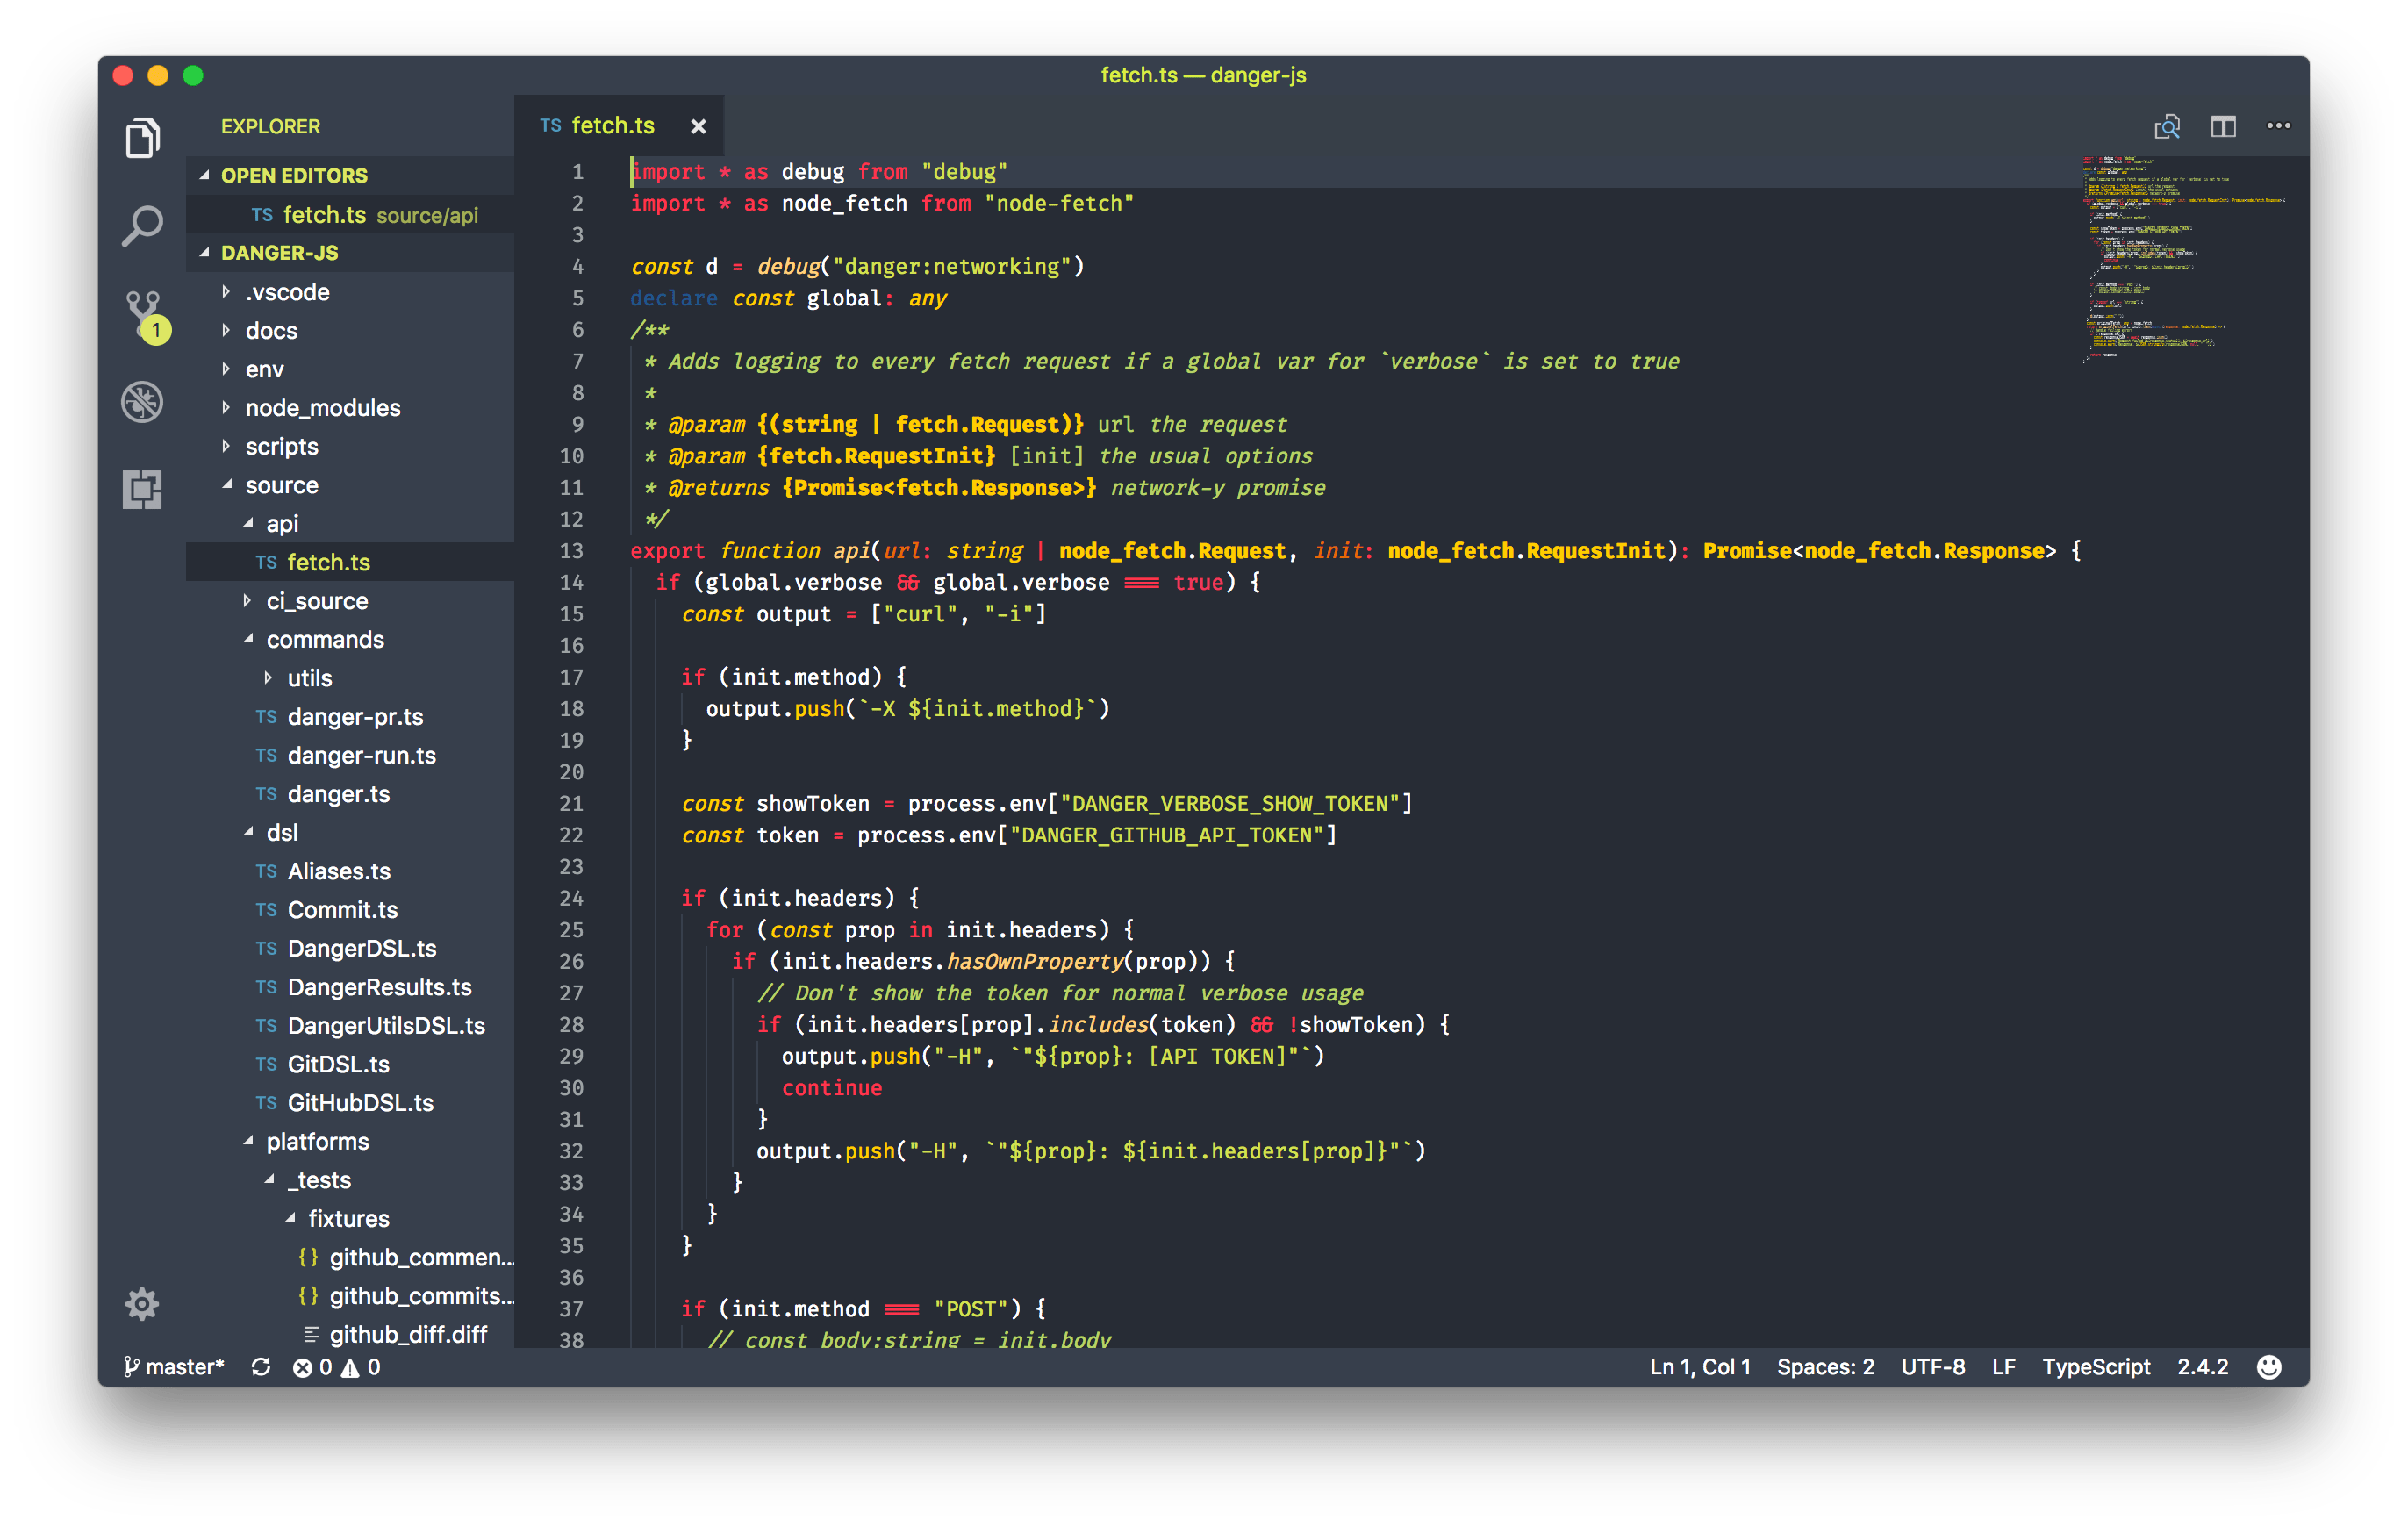 fetch.ts — danger-js
EXPLORER
OPEN EDITORS
TS fetch.ts source/api
DANGER-JS
.vscode
docs
env
node_modules
scripts
source
api
TS fetch.ts
ci_source
commands
utils
TS danger-pr.ts
TS danger-run.ts
TS danger.ts
dsl
TS Aliases.ts
TS Commit.ts
TS DangerDSL.ts
TS DangerResults.ts
TS DangerUtilsDSL.ts
TS GitDSL.ts
TS GitHubDSL.ts
platforms
_tests
fixtures
{} github_commen...
{} github_commits...
github_diff.diff
1
TS fetch.ts ×
1 import * as debug from "debug"
2 import * as node_fetch from "node-fetch"
3
4 const d = debug("danger:networking")
5 declare const global: any
6 /**
7 * Adds logging to every fetch request if a global var for `verbose` is set to true
8 *
9 * @param {(string | fetch.Request)} url the request
10 * @param {fetch.RequestInit} [init] the usual options
11 * @returns {Promise<fetch.Response>} network-y promise
12 */
13 export function api(url: string | node_fetch.Request, init: node_fetch.RequestInit): Promise<node_fetch.Response> {
14 if (global.verbose && global.verbose === true) {
15 const output = ["curl", "-i"]
16
17 if (init.method) {
18 output.push(`-X ${init.method}`)
19 }
20
21 const showToken = process.env["DANGER_VERBOSE_SHOW_TOKEN"]
22 const token = process.env["DANGER_GITHUB_API_TOKEN"]
23
24 if (init.headers) {
25 for (const prop in init.headers) {
26 if (init.headers.hasOwnProperty(prop)) {
27 // Don't show the token for normal verbose usage
28 if (init.headers[prop].includes(token) && !showToken) {
29 output.push("-H", `"${prop}: [API TOKEN]"`)
30 continue
31 }
32 output.push("-H", `"${prop}: ${init.headers[prop]}"`)
33 }
34 }
35 }
36
37 if (init.method === "POST") {
38 // const body:string = init.body
master* 0 0
Ln 1, Col 1 Spaces: 2 UTF-8 LF TypeScript 2.4.2